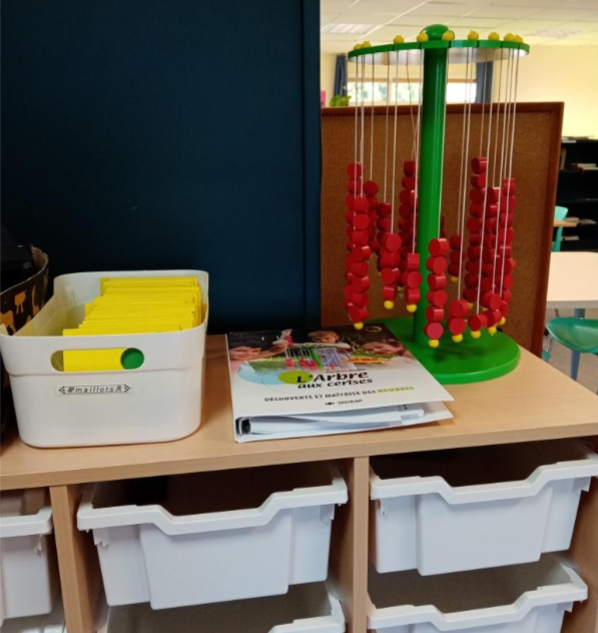 maillots
L'Arbre
aux cerises
DÉCOUVERTE ET MAÎTRISE DES NOMBRES